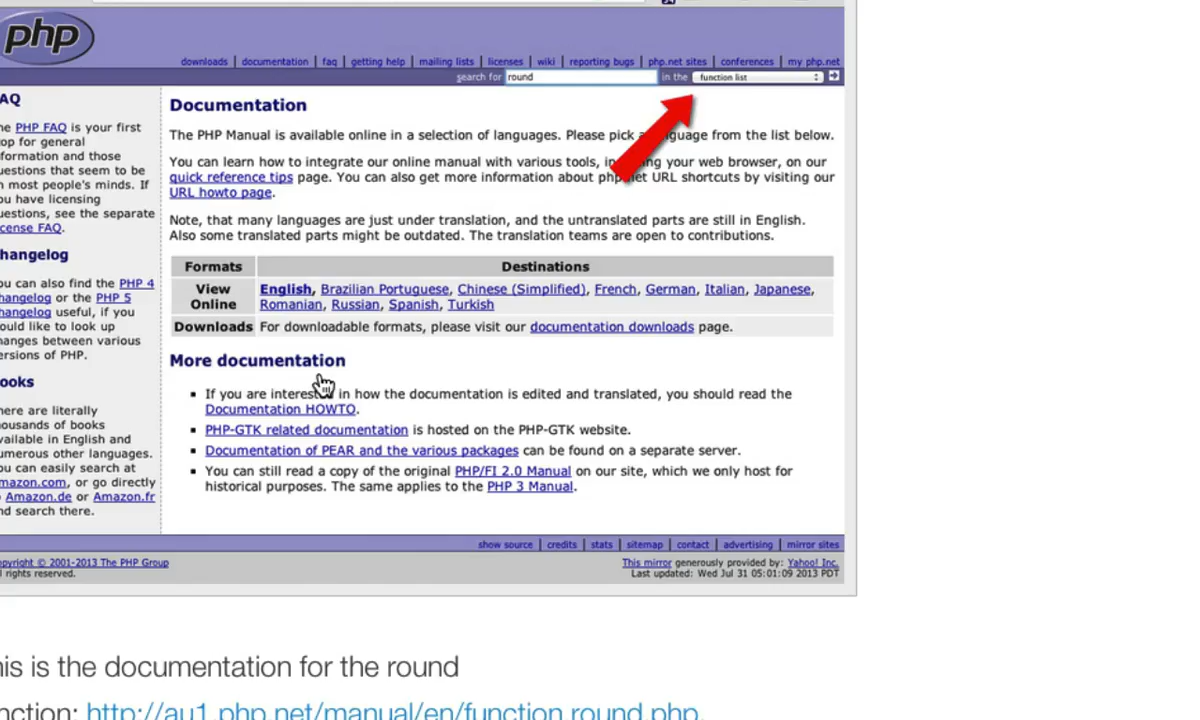 php
downloads | documentation | faq | getting help | mailing lists | licenses | wiki | reporting bugs | php.net sites | conferences | my php.net
search for round in the function list
AQ
he PHP FAQ is your first
op for general
formation and those
uestions that seem to be
n most people's minds. If
ou have licensing
uestions, see the separate
cense FAQ.
hangelog
ou can also find the PHP 4
hangelog or the PHP 5
hangelog useful, if you
ould like to look up
hanges between various
ersions of PHP.
ooks
here are literally
ousands of books
vailable in English and
umerous other languages.
ou can easily search at
mazon.com, or go directly
o Amazon.de or Amazon.fr
nd search there.
Documentation
The PHP Manual is available online in a selection of languages. Please pick a language from the list below.
You can learn how to integrate our online manual with various tools, in your web browser, on our
quick reference tips page. You can also get more information about php.net URL shortcuts by visiting our
URL howto page.
Note, that many languages are just under translation, and the untranslated parts are still in English.
Also some translated parts might be outdated. The translation teams are open to contributions.
Formats Destinations
View Online English, Brazilian Portuguese, Chinese (Simplified), French, German, Italian, Japanese,
Romanian, Russian, Spanish, Turkish
Downloads For downloadable formats, please visit our documentation downloads page.
More documentation
▪ If you are interested in how the documentation is edited and translated, you should read the
Documentation HOWTO.
▪ PHP-GTK related documentation is hosted on the PHP-GTK website.
▪ Documentation of PEAR and the various packages can be found on a separate server.
▪ You can still read a copy of the original PHP/FI 2.0 Manual on our site, which we only host for
historical purposes. The same applies to the PHP 3 Manual.
show source | credits | stats | sitemap | contact | advertising | mirror sites
opyright © 2001-2013 The PHP Group
l rights reserved.
This mirror generously provided by: Yahoo! Inc.
Last updated: Wed Jul 31 05:01:09 2013 PDT
his is the documentation for the round
nction: http://au1.php.net/manual/en/function.round.php.